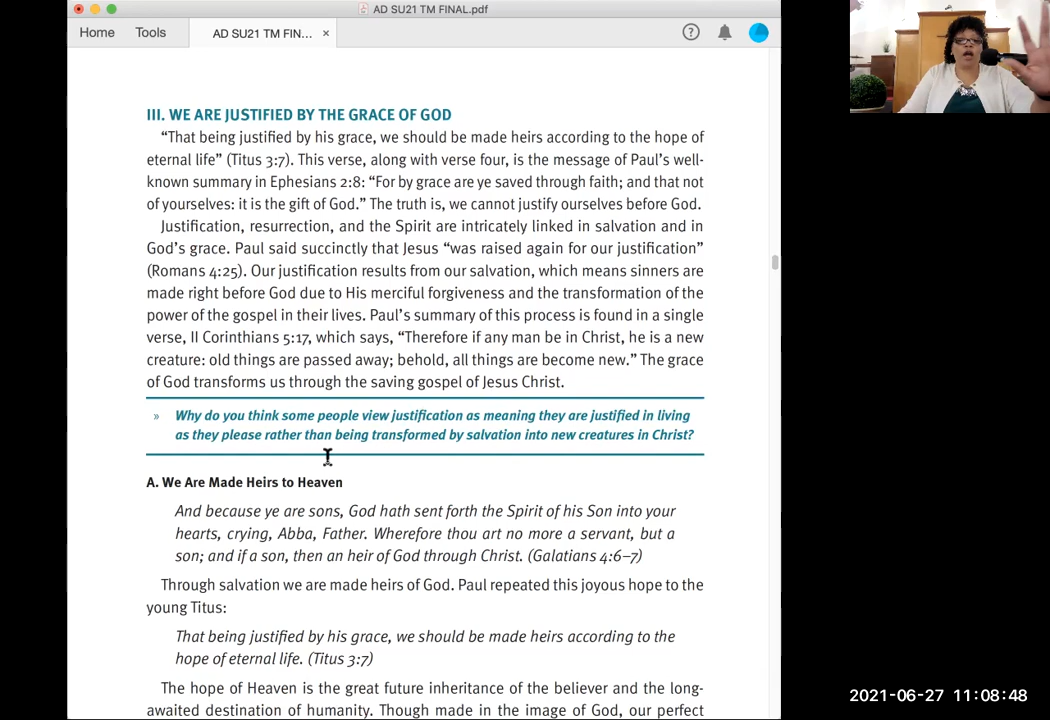 AD SU21 TM FINAL.pdf
Home Tools AD SU21 TM FIN... ×
III. WE ARE JUSTIFIED BY THE GRACE OF GOD
“That being justified by his grace, we should be made heirs according to the hope of
eternal life” (Titus 3:7). This verse, along with verse four, is the message of Paul’s well-
known summary in Ephesians 2:8: “For by grace are ye saved through faith; and that not
of yourselves: it is the gift of God.” The truth is, we cannot justify ourselves before God.
Justification, resurrection, and the Spirit are intricately linked in salvation and in
God’s grace. Paul said succinctly that Jesus “was raised again for our justification”
(Romans 4:25). Our justification results from our salvation, which means sinners are
made right before God due to His merciful forgiveness and the transformation of the
power of the gospel in their lives. Paul’s summary of this process is found in a single
verse, II Corinthians 5:17, which says, “Therefore if any man be in Christ, he is a new
creature: old things are passed away; behold, all things are become new.” The grace
of God transforms us through the saving gospel of Jesus Christ.
» Why do you think some people view justification as meaning they are justified in living
as they please rather than being transformed by salvation into new creatures in Christ?
A. We Are Made Heirs to Heaven
And because ye are sons, God hath sent forth the Spirit of his Son into your
hearts, crying, Abba, Father. Wherefore thou art no more a servant, but a
son; and if a son, then an heir of God through Christ. (Galatians 4:6–7)
Through salvation we are made heirs of God. Paul repeated this joyous hope to the
young Titus:
That being justified by his grace, we should be made heirs according to the
hope of eternal life. (Titus 3:7)
The hope of Heaven is the great future inheritance of the believer and the long-
awaited destination of humanity. Though made in the image of God, our perfect
2021-06-27 11:08:48